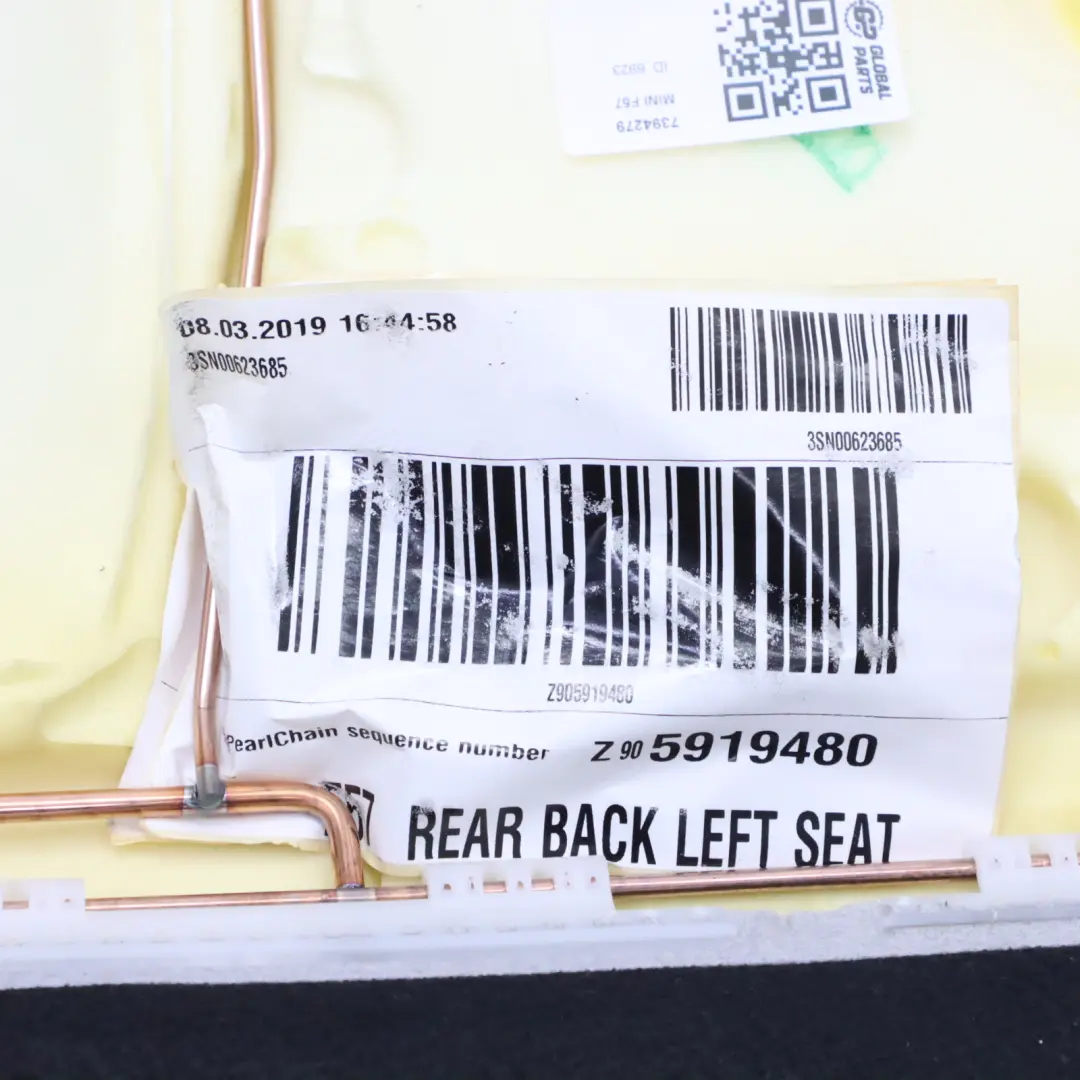 GLOBAL
PARTS
ID 6923
MINI F57
7394279
08.03.2019 16:44:58
3SN00623685
3SN00623685
Z905919480
PearlChain sequence number Z 90 5919480
F57 REAR BACK LEFT SEAT